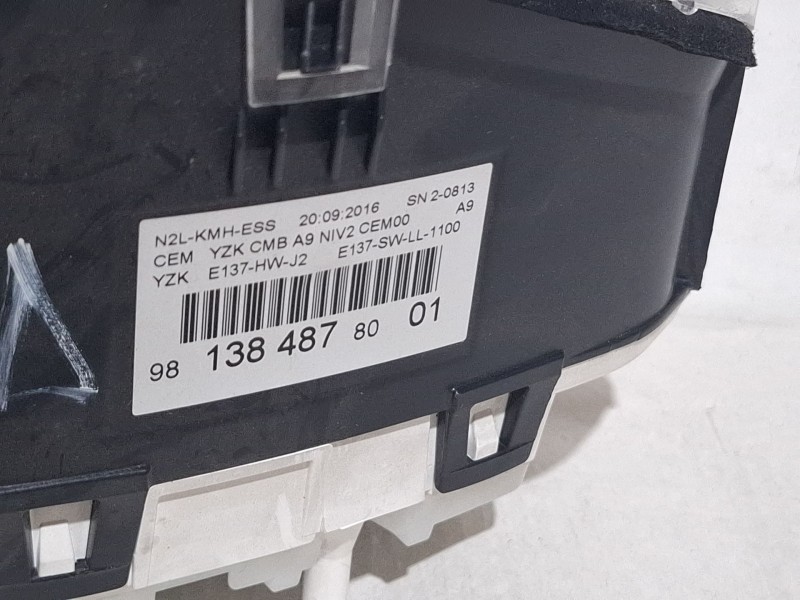 N2L-KMH-ESS 20:09:2016 SN 2-0813
CEM YZK CMB A9 NIV2 CEM00 A9
YZK E137-HW-J2 E137-SW-LL-1100
98 138 487 80 01